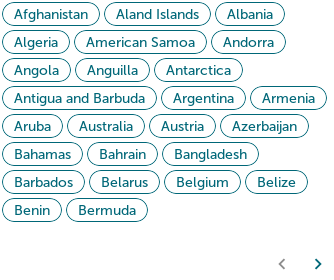 Afghanistan Aland Islands Albania
Algeria American Samoa Andorra
Angola Anguilla Antarctica
Antigua and Barbuda Argentina Armenia
Aruba Australia Austria Azerbaijan
Bahamas Bahrain Bangladesh
Barbados Belarus Belgium Belize
Benin Bermuda